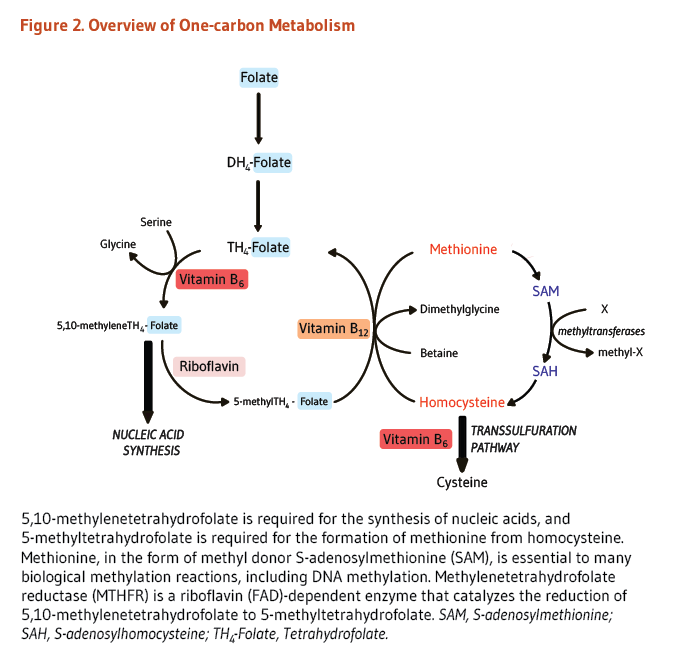 Figure 2. Overview of One-carbon Metabolism
Folate
DH4-Folate
Serine
Glycine
TH4-Folate
Methionine
Vitamin B6
SAM
5,10-methyleneTH4-Folate
Vitamin B12
Dimethylglycine
X
methyltransferases
Betaine
methyl-X
Riboflavin
SAH
5-methylTH4 - Folate
Homocysteine
NUCLEIC ACID
SYNTHESIS
Vitamin B6
TRANSSULFURATION
PATHWAY
Cysteine
5,10-methylenetetrahydrofolate is required for the synthesis of nucleic acids, and
5-methyltetrahydrofolate is required for the formation of methionine from homocysteine.
Methionine, in the form of methyl donor S-adenosylmethionine (SAM), is essential to many
biological methylation reactions, including DNA methylation. Methylenetetrahydrofolate
reductase (MTHFR) is a riboflavin (FAD)-dependent enzyme that catalyzes the reduction of
5,10-methylenetetrahydrofolate to 5-methyltetrahydrofolate. SAM, S-adenosylmethionine;
SAH, S-adenosylhomocysteine; TH4-Folate, Tetrahydrofolate.